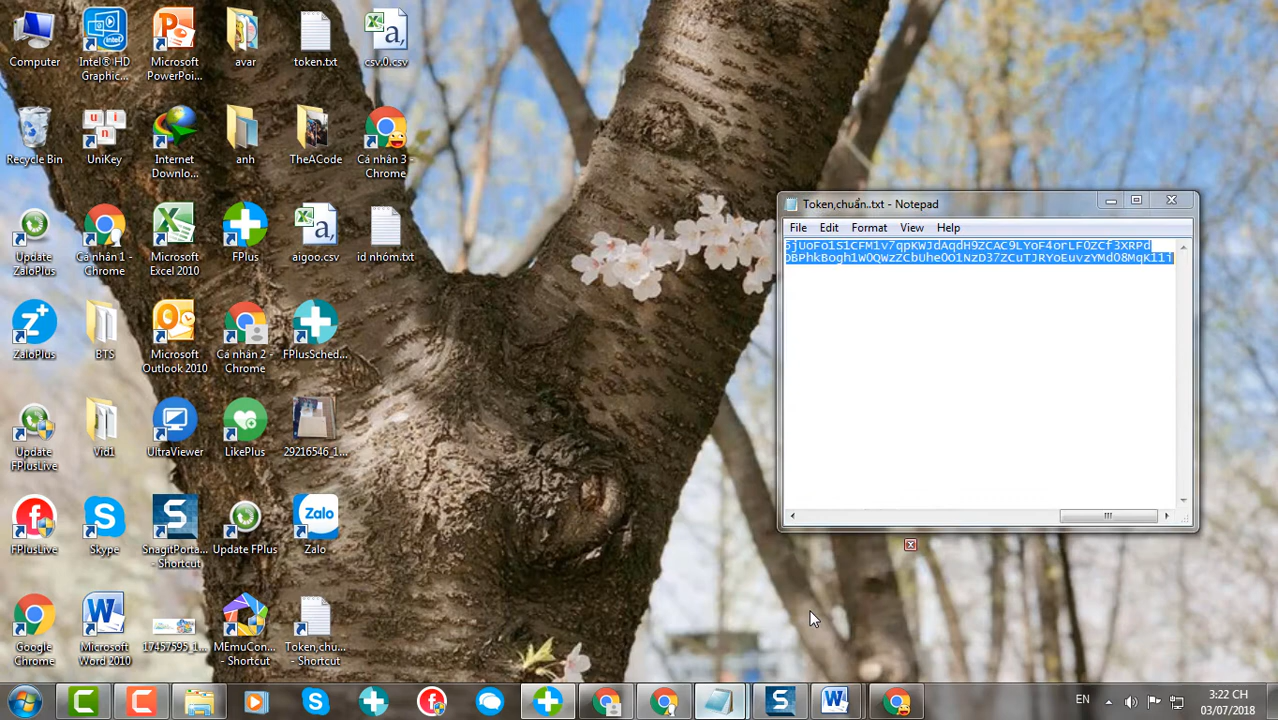 Computer
Intel® HD Graphic...
Microsoft PowerPoi...
avar
token.txt
csv.0.csv
Recycle Bin
UniKey
Internet Downlo...
anh
TheACode
Cá nhân 3 - Chrome
Update ZaloPlus
Cá nhân 1 - Chrome
Microsoft Excel 2010
FPlus
aigoo.csv
id nhóm.txt
ZaloPlus
BTS
Microsoft Outlook 2010
Cá nhân 2 - Chrome
FPlusSched...
Update FPlusLive
Vid1
UltraViewer
LikePlus
29216546_1...
FPlusLive
Skype
SnagitPorta... - Shortcut
Update FPlus
Zalo
Google Chrome
Microsoft Word 2010
17457595_1...
MEmuCon... - Shortcut
Token,chu... - Shortcut
Token,chuẩn..txt - Notepad
File Edit Format View Help
EN
3:22 CH
03/07/2018